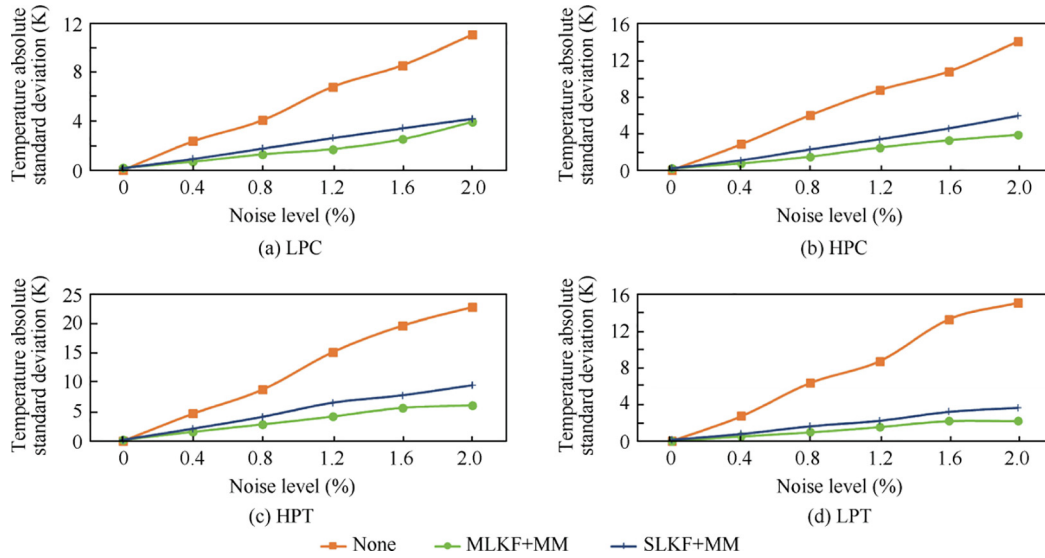 Temperature absolute
standard deviation (K)
12
8
4
0
0 0.4 0.8 1.2 1.6 2.0
Noise level (%)
(a) LPC
Temperature absolute
standard deviation (K)
16
12
8
4
0
0 0.4 0.8 1.2 1.6 2.0
Noise level (%)
(b) HPC
Temperature absolute
standard deviation (K)
25
20
15
10
5
0
0 0.4 0.8 1.2 1.6 2.0
Noise level (%)
(c) HPT
Temperature absolute
standard deviation (K)
16
12
8
4
0
0 0.4 0.8 1.2 1.6 2.0
Noise level (%)
(d) LPT
None MLKF+MM SLKF+MM